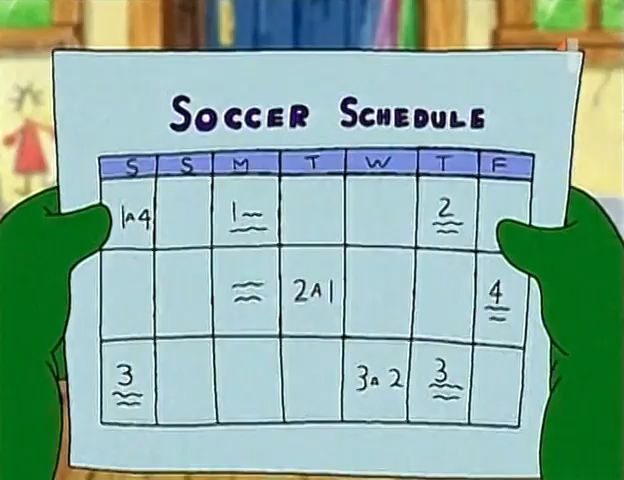 SOCCER SCHEDULE
S S M T W T F
1A4 1 2
2A1 4
3 3A2 3